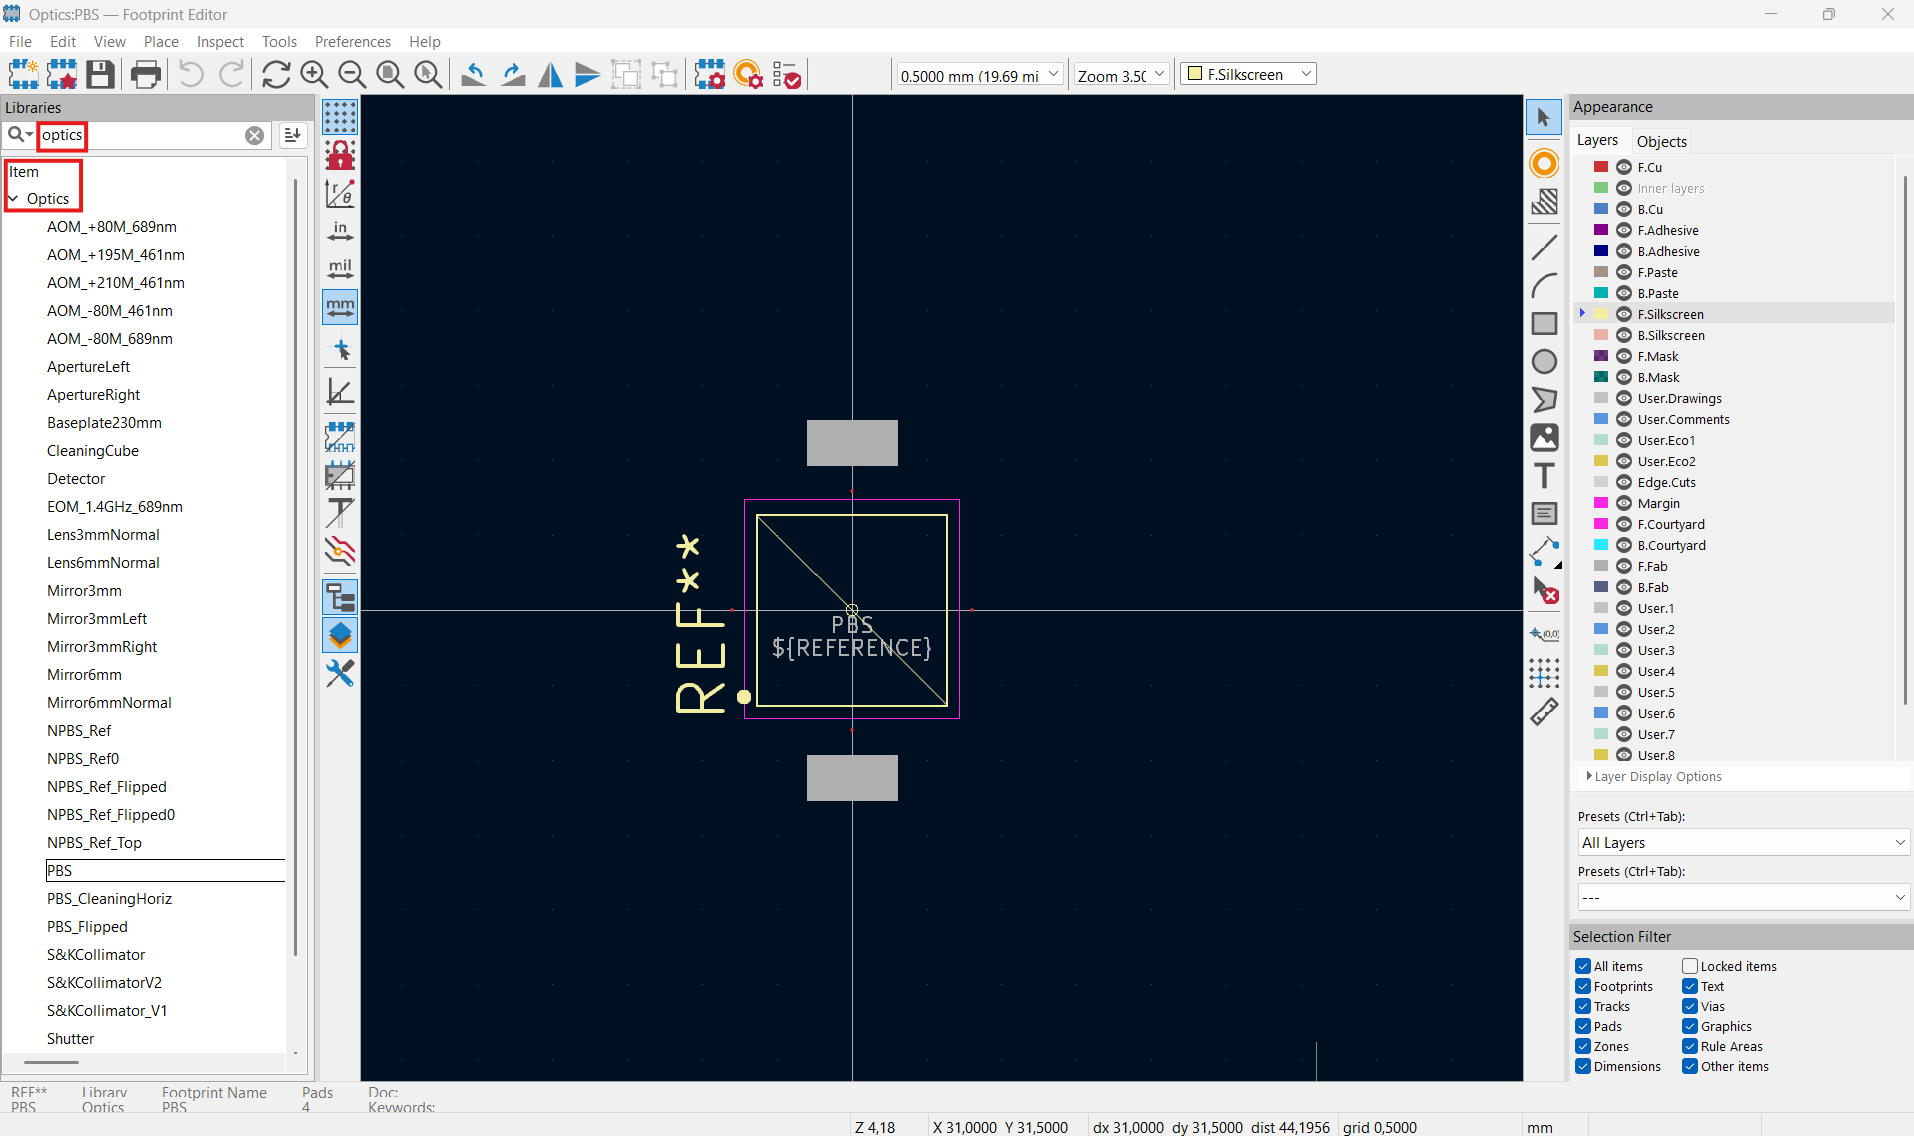 Optics:PBS — Footprint Editor
File Edit View Place Inspect Tools Preferences Help
0.5000 mm (19.69 mi
Zoom 3.50
F.Silkscreen
Libraries
optics
Item
Optics
AOM_+80M_689nm
AOM_+195M_461nm
AOM_+210M_461nm
AOM_-80M_461nm
AOM_-80M_689nm
ApertureLeft
ApertureRight
Baseplate230mm
CleaningCube
Detector
EOM_1.4GHz_689nm
Lens3mmNormal
Lens6mmNormal
Mirror3mm
Mirror3mmLeft
Mirror3mmRight
Mirror6mm
Mirror6mmNormal
NPBS_Ref
NPBS_Ref0
NPBS_Ref_Flipped
NPBS_Ref_Flipped0
NPBS_Ref_Top
PBS
PBS_CleaningHoriz
PBS_Flipped
S&KCollimator
S&KCollimatorV2
S&KCollimator_V1
Shutter
in
mil
mm
REF**
PBS
${REFERENCE}
(0,0)
Appearance
Layers Objects
F.Cu
Inner layers
B.Cu
F.Adhesive
B.Adhesive
F.Paste
B.Paste
F.Silkscreen
B.Silkscreen
F.Mask
B.Mask
User.Drawings
User.Comments
User.Eco1
User.Eco2
Edge.Cuts
Margin
F.Courtyard
B.Courtyard
F.Fab
B.Fab
User.1
User.2
User.3
User.4
User.5
User.6
User.7
User.8
Layer Display Options
Presets (Ctrl+Tab):
All Layers
Presets (Ctrl+Tab):
---
Selection Filter
All items Locked items
Footprints Text
Tracks Vias
Pads Graphics
Zones Rule Areas
Dimensions Other items
REF** Library Footprint Name Pads Doc:
PBS Optics PBS 4 Keywords:
Z 4,18 X 31,0000 Y 31,5000 dx 31,0000 dy 31,5000 dist 44,1956 grid 0,5000 mm